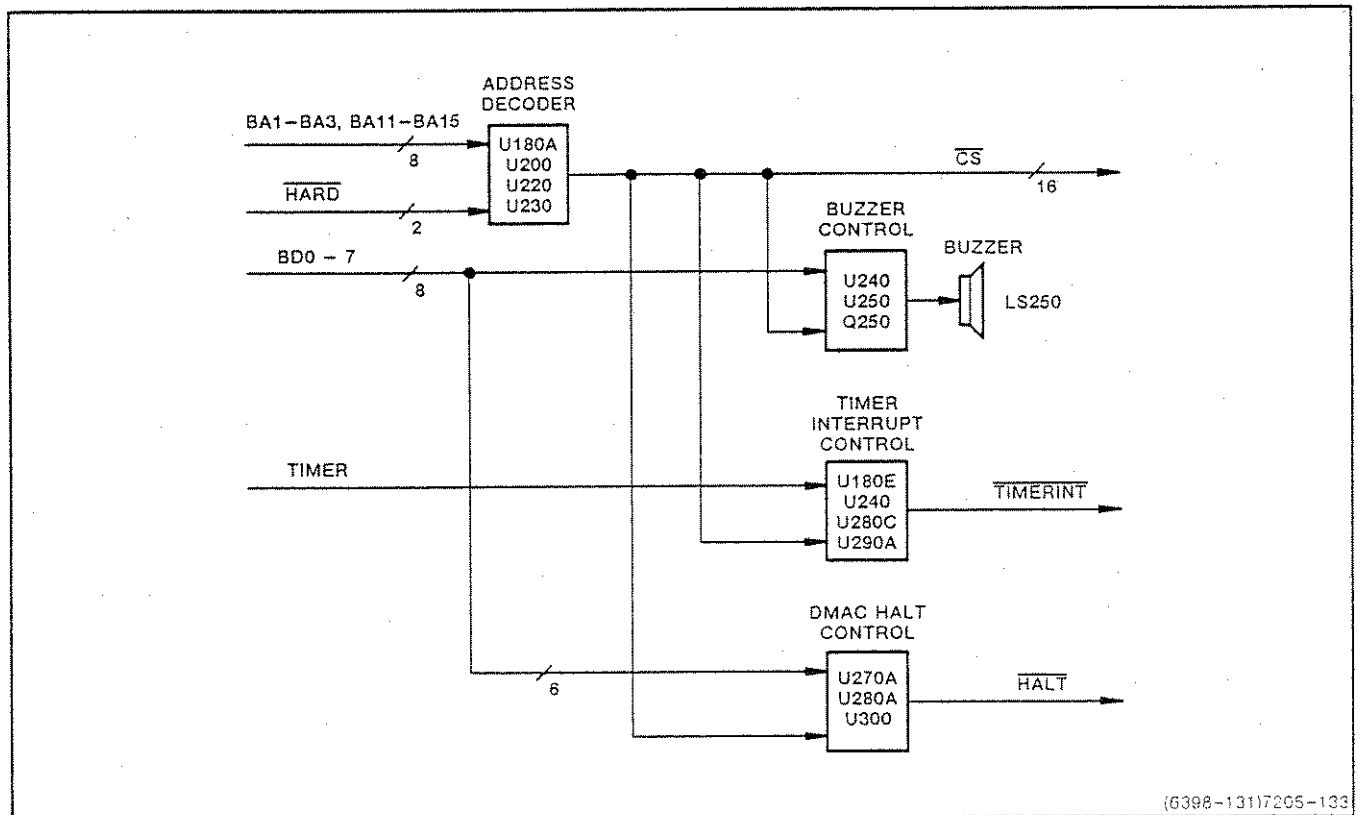 ADDRESS
DECODER
BA1-BA3, BA11-BA15
8
U180A
U200
U220
U230
HARD
2
CS
16
BD0 - 7
8
BUZZER
CONTROL
U240
U250
Q250
BUZZER
LS250
TIMER
INTERRUPT
CONTROL
TIMER
U180E
U240
U280C
U290A
TIMERINT
DMAC HALT
CONTROL
6
U270A
U280A
U300
HALT
(6398-131)7205-133